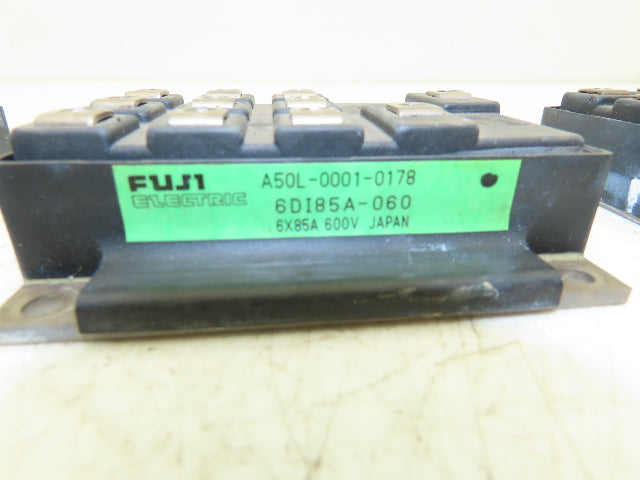 FUJI A50L-0001-0178
ELECTRIC 6DI85A-060
6X85A 600V JAPAN